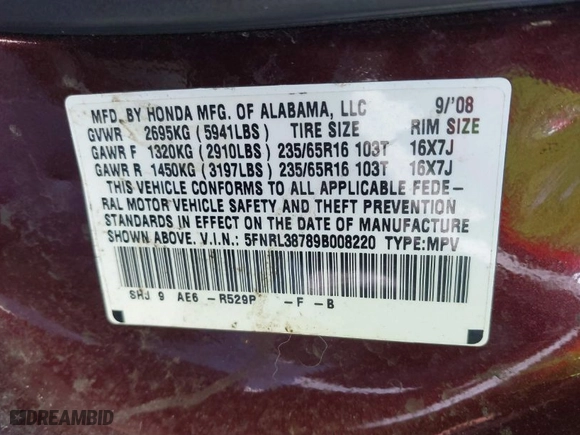 MFD. BY HONDA MFG. OF ALABAMA, LLC 9/'08
GVWR 2695KG (5941LBS) TIRE SIZE RIM SIZE
GAWR F 1320KG (2910LBS) 235/65R16 103T 16X7J
GAWR R 1450KG (3197LBS) 235/65R16 103T 16X7J
THIS VEHICLE CONFORMS TO ALL APPLICABLE FEDE-
RAL MOTOR VEHICLE SAFETY AND THEFT PREVENTION
STANDARDS IN EFFECT ON THE DATE OF MANUFACTURE
SHOWN ABOVE. V.I.N.: 5FNRL38789B008220 TYPE:MPV
SHJ 9 AE6 - R529P - F - B
DREAMBID